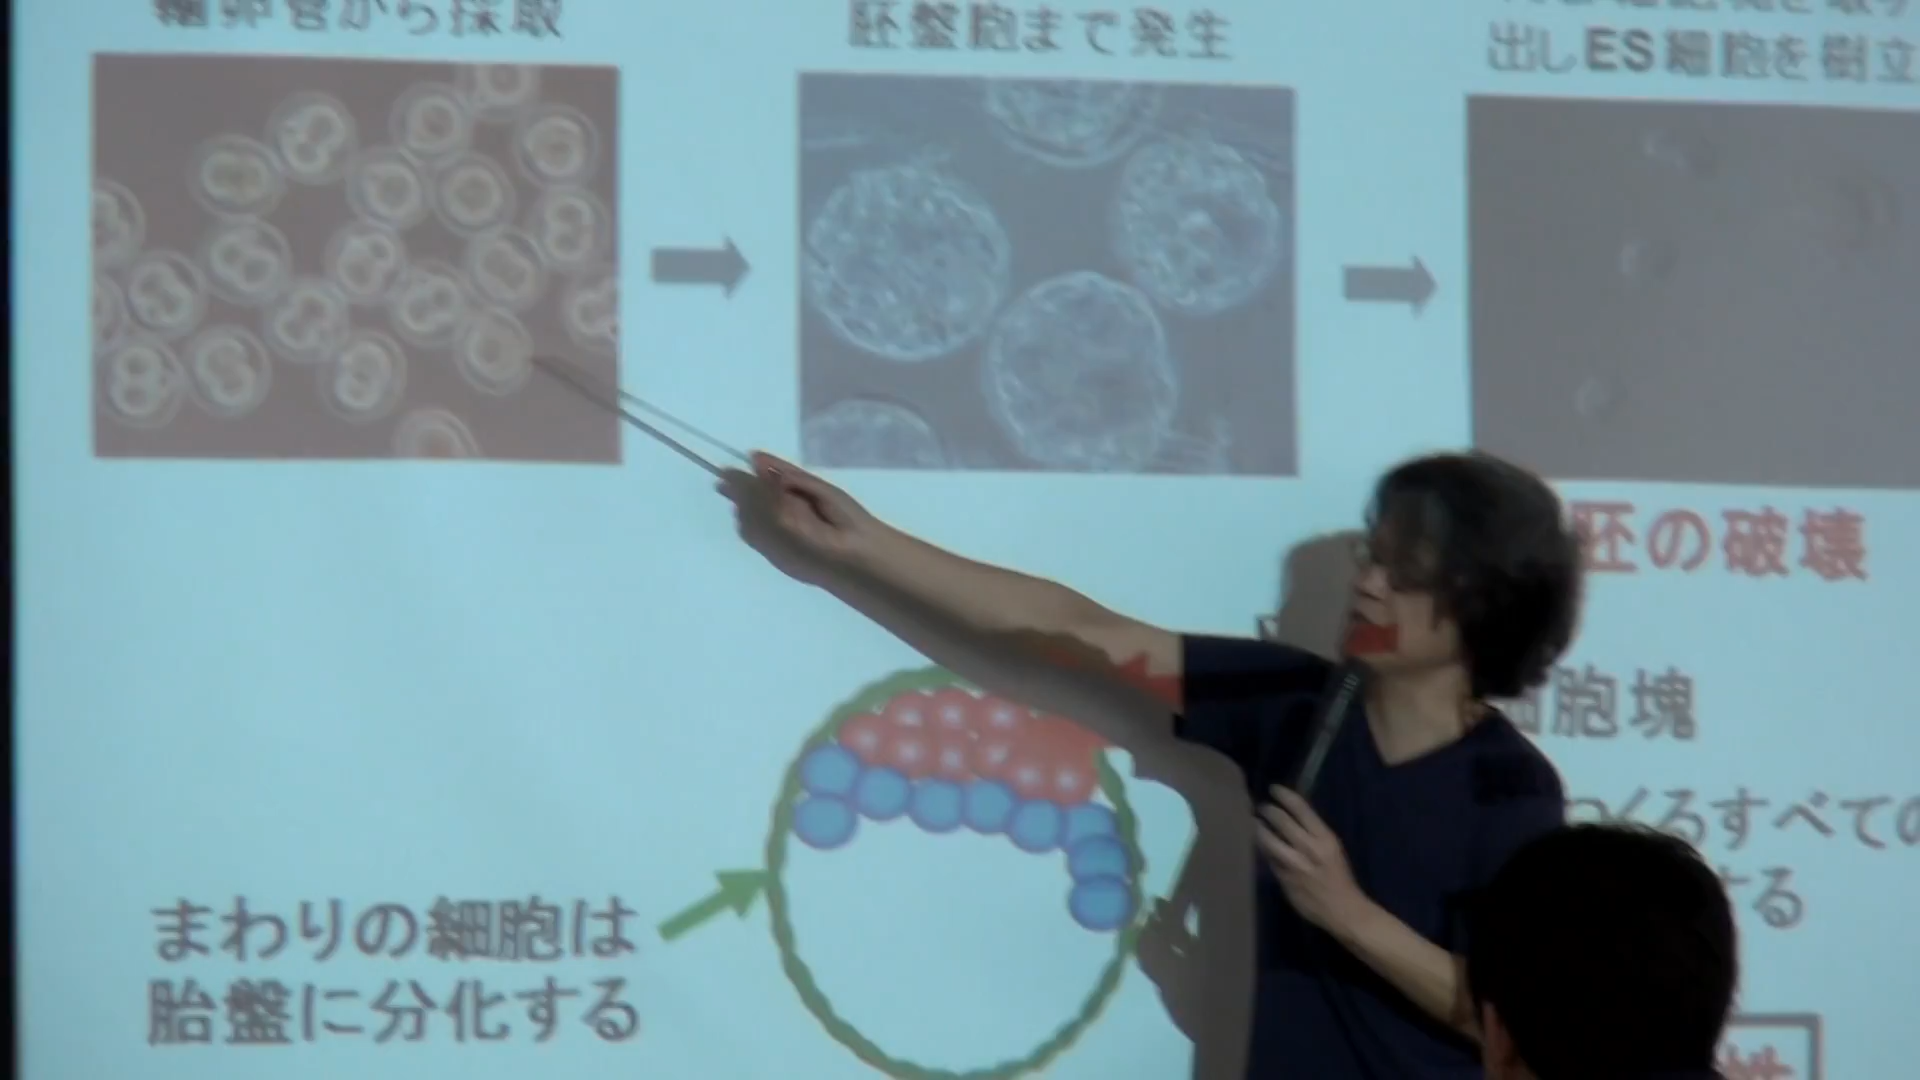 輸卵管から採取
胚盤胞まで発生
出しES細胞を樹立
胚の破壊
細胞塊
つくるすべての
する
まわりの細胞は
胎盤に分化する
性